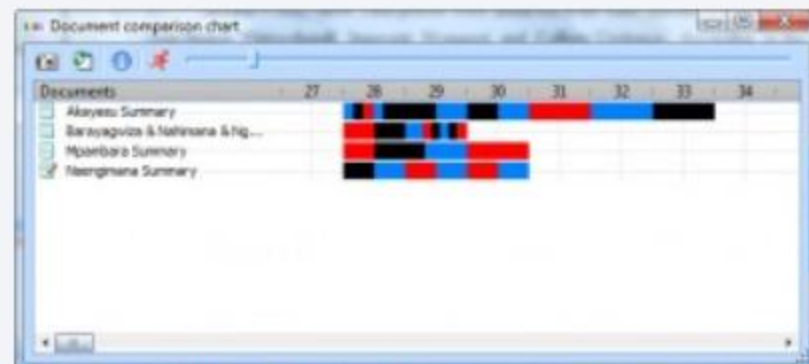 Document comparison chart
Documents 27 28 29 30 31 32 33 34
Akayesu Summary
Barayagwiza & Nahimana & Ng...
Mpambara Summary
Nsengimana Summary